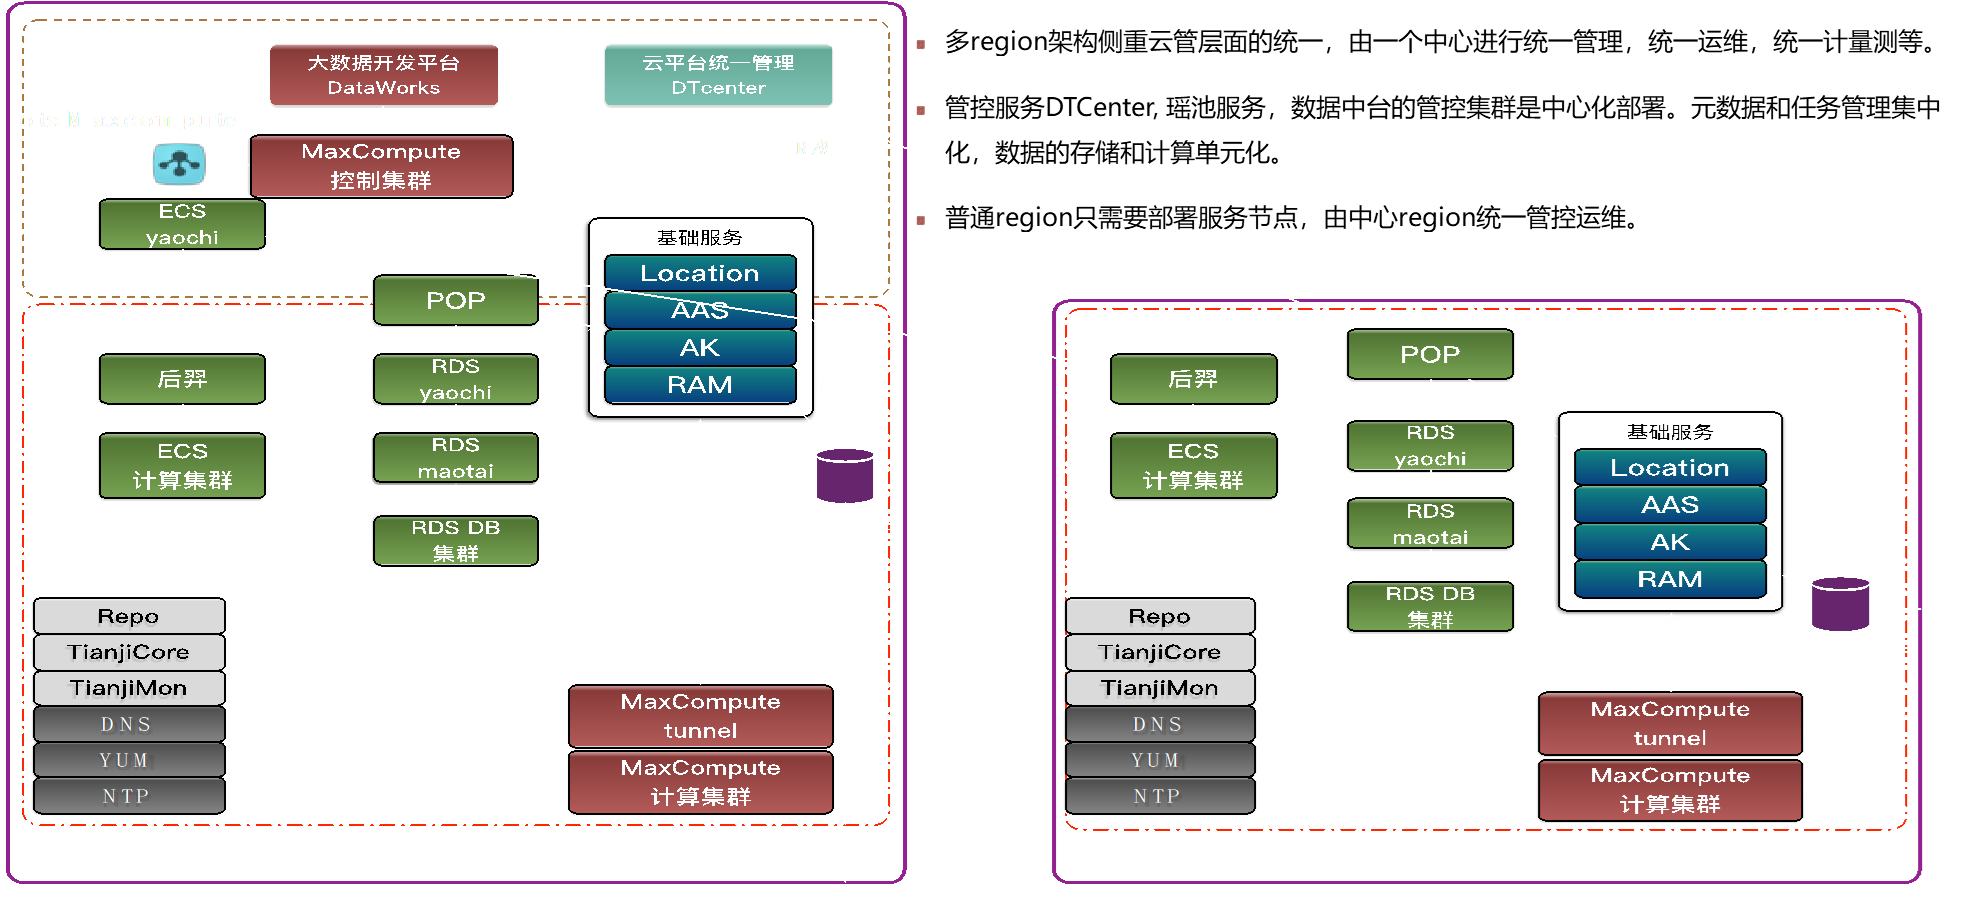 大数据开发平台
DataWorks
云平台统一管理
DTcenter
MaxCompute
控制集群
ECS
yaochi
基础服务
Location
AAS
AK
RAM
POP
后羿
RDS
yaochi
ECS
计算集群
RDS
maotai
RDS DB
集群
Repo
TianjiCore
TianjiMon
DNS
YUM
NTP
MaxCompute
tunnel
MaxCompute
计算集群
多region架构侧重云管层面的统一，由一个中心进行统一管理，统一运维，统一计量测等。
管控服务DTCenter, 瑶池服务，数据中台的管控集群是中心化部署。元数据和任务管理集中
化，数据的存储和计算单元化。
普通region只需要部署服务节点，由中心region统一管控运维。
POP
后羿
RDS
yaochi
ECS
计算集群
RDS
maotai
RDS DB
集群
基础服务
Location
AAS
AK
RAM
Repo
TianjiCore
TianjiMon
DNS
YUM
NTP
MaxCompute
tunnel
MaxCompute
计算集群